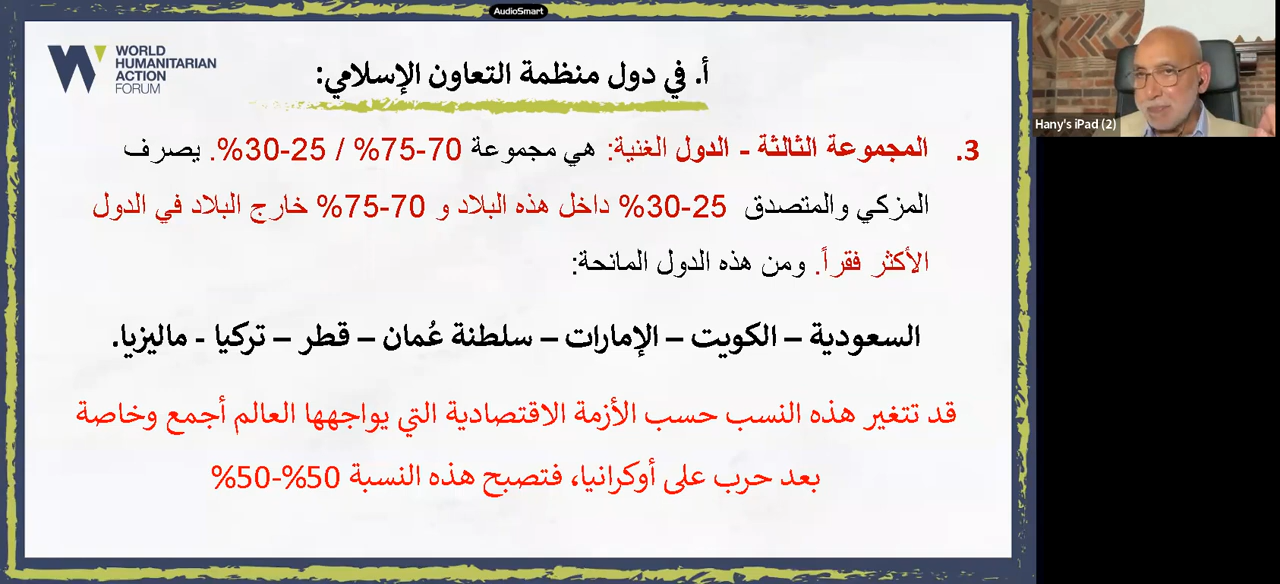 AudioSmart
WORLD
HUMANITARIAN
ACTION
FORUM
أ. في دول منظمة التعاون الإسلامي:
3. المجموعة الثالثة - الدول الغنية: هي مجموعة 70-75% / 25-30%. يصرف
المزكي والمتصدق 25-30% داخل هذه البلاد و 70-75% خارج البلاد في الدول
الأكثر فقراً. ومن هذه الدول المانحة:
السعودية – الكويت – الإمارات – سلطنة عُمان – قطر – تركيا - ماليزيا.
قد تتغير هذه النسب حسب الأزمة الاقتصادية التي يواجهها العالم أجمع وخاصة
بعد حرب على أوكرانيا، فتصبح هذه النسبة 50%-50%
Hany's iPad (2)